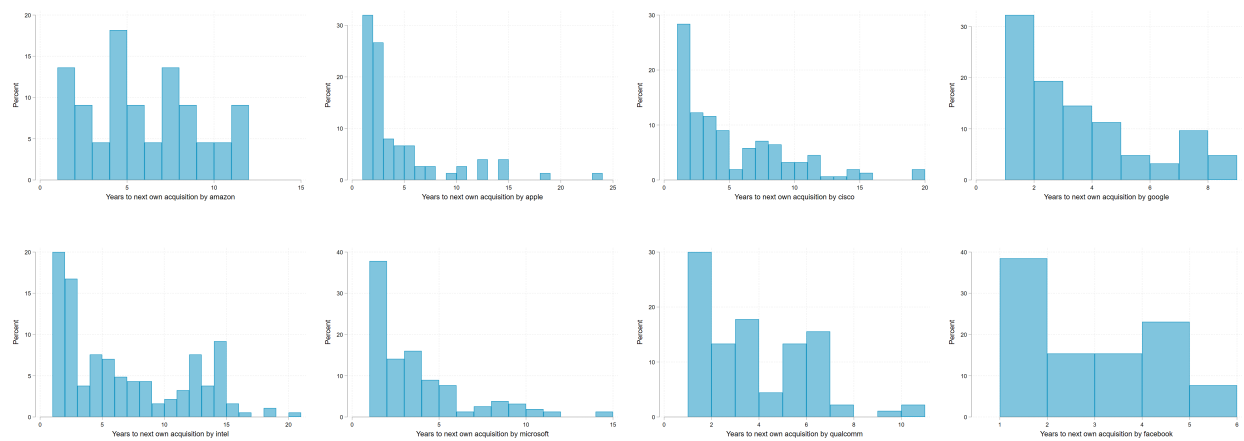 20
15
10
5
0
Percent
0 5 10 15
Years to next own acquisition by amazon
30
20
10
0
Percent
0 5 10 15 20 25
Years to next own acquisition by apple
30
20
10
0
Percent
0 5 10 15 20
Years to next own acquisition by cisco
30
20
10
0
Percent
0 2 4 6 8
Years to next own acquisition by google
20
15
10
5
0
Percent
0 5 10 15 20
Years to next own acquisition by intel
40
30
20
10
0
Percent
0 5 10 15
Years to next own acquisition by microsoft
30
20
10
0
Percent
0 2 4 6 8 10
Years to next own acquisition by qualcomm
40
30
20
10
0
Percent
1 2 3 4 5 6
Years to next own acquisition by facebook